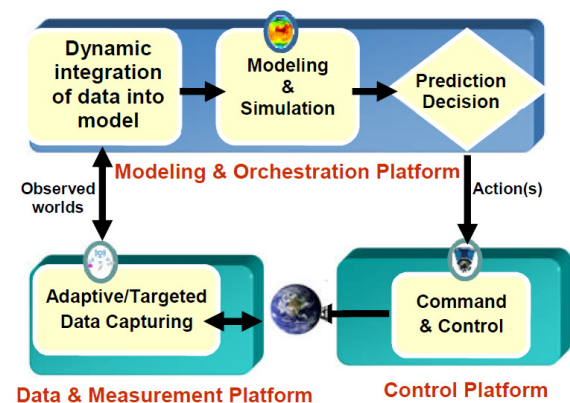 Dynamic
integration
of data into
model
Modeling
&
Simulation
Prediction
Decision
Modeling & Orchestration Platform
Observed
worlds
Action(s)
Adaptive/Targeted
Data Capturing
Command
& Control
Data & Measurement Platform
Control Platform